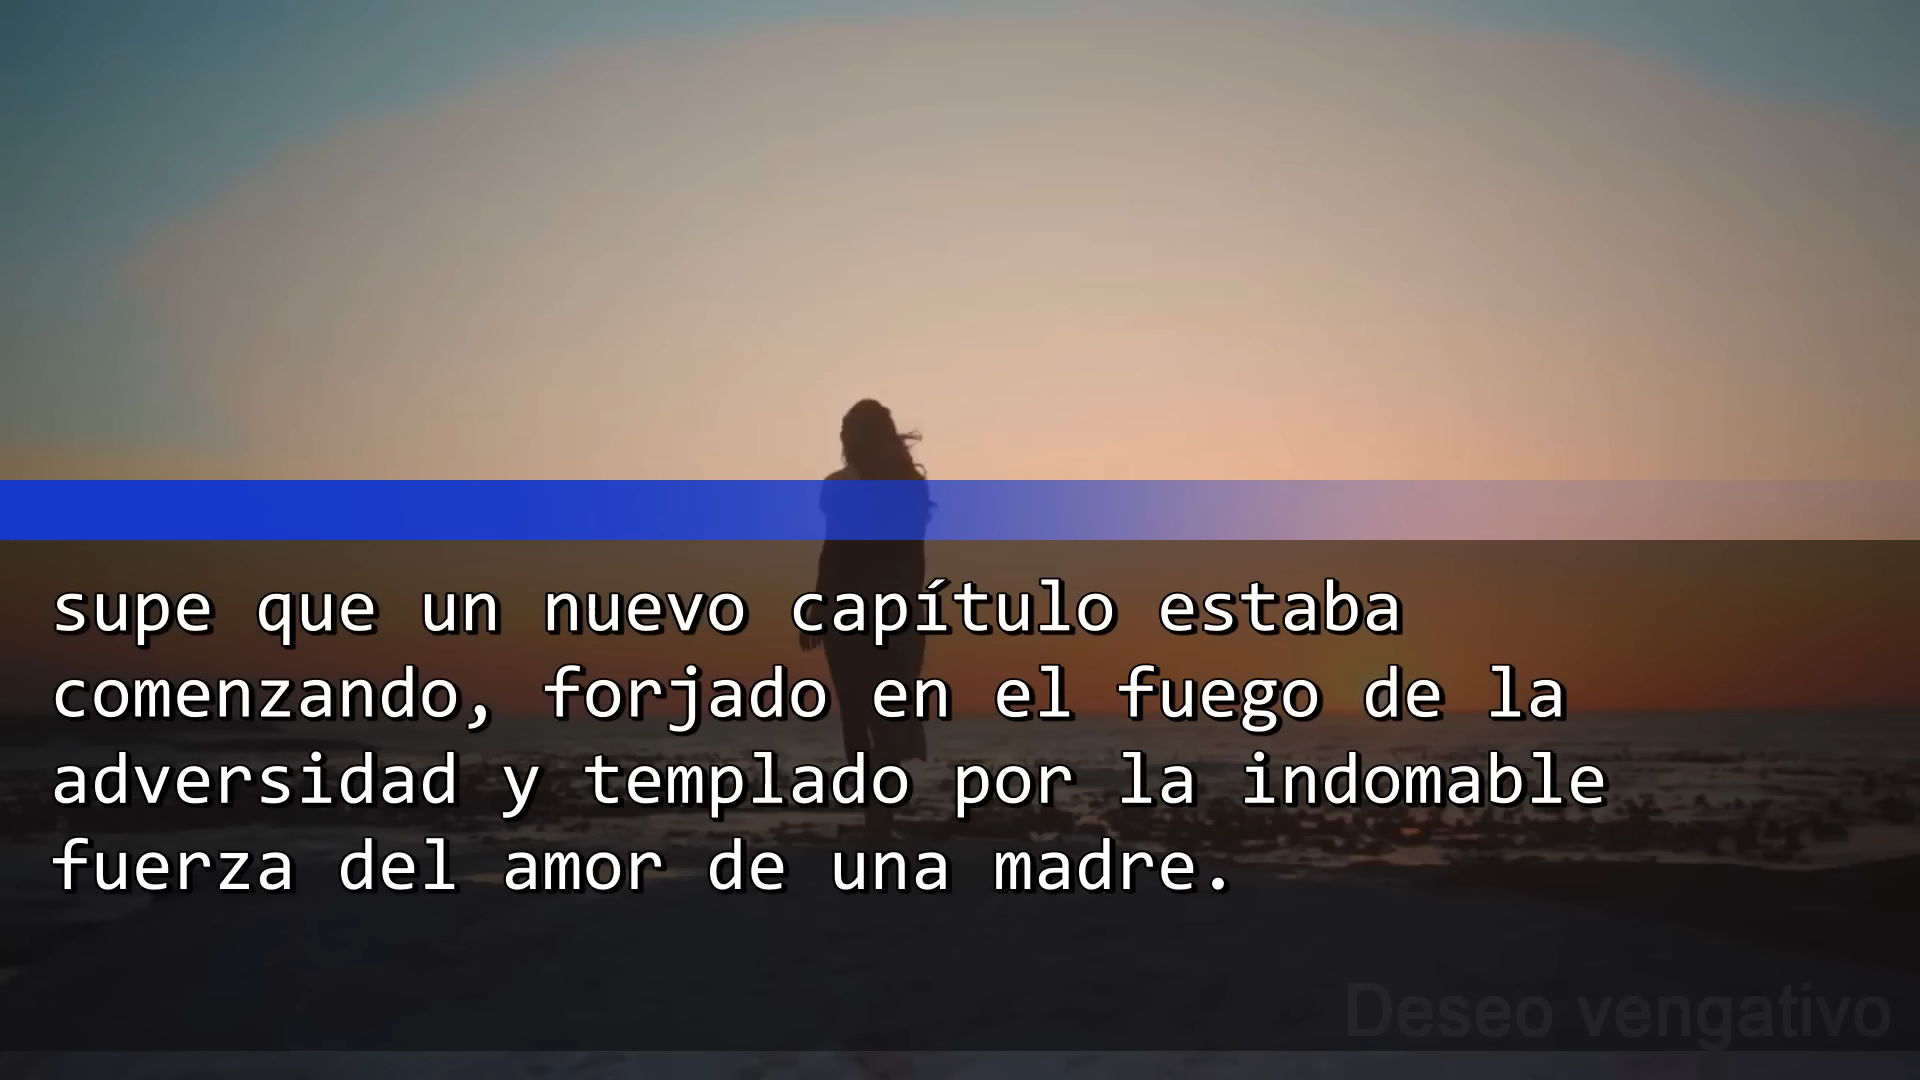 supe que un nuevo capítulo estaba
comenzando, forjado en el fuego de la
adversidad y templado por la indomable
fuerza del amor de una madre.
Deseo vengativo